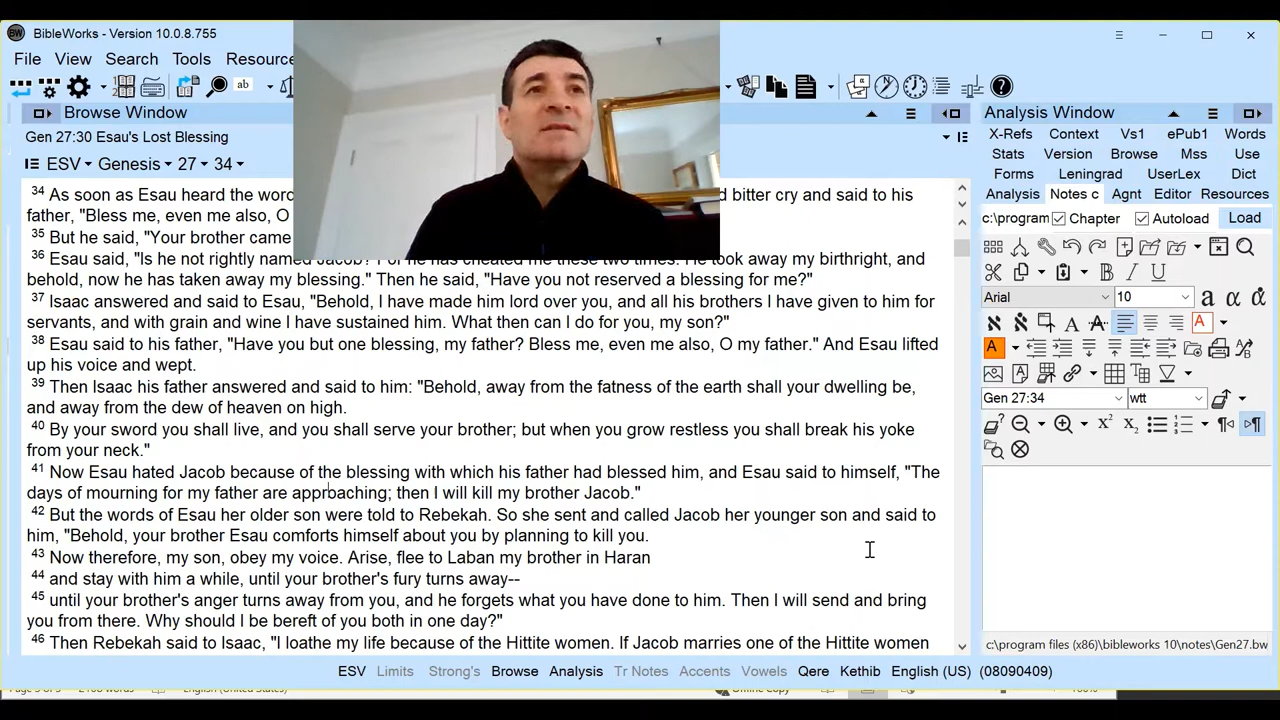 BibleWorks - Version 10.0.8.755
File View Search Tools Resource
ab
Browse Window
Analysis Window
Gen 27:30 Esau's Lost Blessing
X-Refs Context Vs1 ePub1 Words
ESV Genesis 27 34
Stats Version Browse Mss Use
Forms Leningrad UserLex
Analysis Notes c Agnt Editor Resources
c:\program Chapter Autoload Load
34 As soon as Esau heard the word
d bitter cry and said to his
father, "Bless me, even me also, O
35 But he said, "Your brother came
36 Esau said, "Is he not rightly named Jacob? For he has cheated me these two times. He took away my birthright, and
behold, now he has taken away my blessing." Then he said, "Have you not reserved a blessing for me?"
37 Isaac answered and said to Esau, "Behold, I have made him lord over you, and all his brothers I have given to him for
servants, and with grain and wine I have sustained him. What then can I do for you, my son?"
38 Esau said to his father, "Have you but one blessing, my father? Bless me, even me also, O my father." And Esau lifted
up his voice and wept.
39 Then Isaac his father answered and said to him: "Behold, away from the fatness of the earth shall your dwelling be,
and away from the dew of heaven on high.
40 By your sword you shall live, and you shall serve your brother; but when you grow restless you shall break his yoke
from your neck."
41 Now Esau hated Jacob because of the blessing with which his father had blessed him, and Esau said to himself, "The
days of mourning for my father are approaching; then I will kill my brother Jacob."
42 But the words of Esau her older son were told to Rebekah. So she sent and called Jacob her younger son and said to
him, "Behold, your brother Esau comforts himself about you by planning to kill you.
43 Now therefore, my son, obey my voice. Arise, flee to Laban my brother in Haran
44 and stay with him a while, until your brother's fury turns away--
45 until your brother's anger turns away from you, and he forgets what you have done to him. Then I will send and bring
you from there. Why should I be bereft of you both in one day?"
46 Then Rebekah said to Isaac, "I loathe my life because of the Hittite women. If Jacob marries one of the Hittite women
B I U
Arial 10 a α a
א א A A A
A
Gen 27:34 wtt
X² X₂
c:\program files (x86)\bibleworks 10\notes\Gen27.bw
ESV Limits Strong's Browse Analysis Tr Notes Accents Vowels Qere Kethib English (US) (08090409)